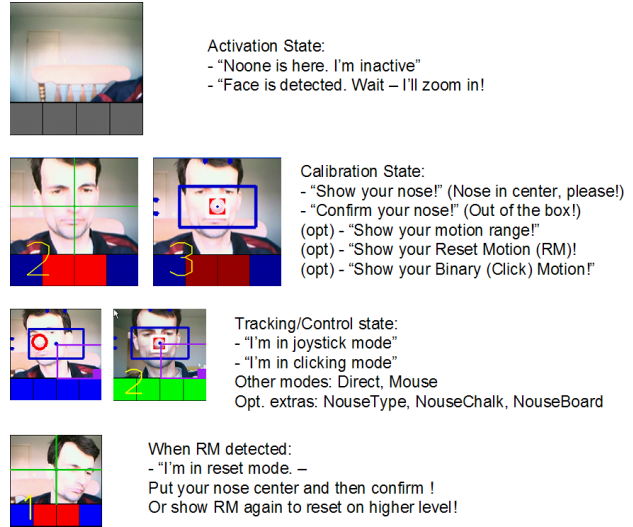 Activation State:
- “Noone is here. I’m inactive”
- “Face is detected. Wait – I’ll zoom in!
Calibration State:
- “Show your nose!” (Nose in center, please!)
- “Confirm your nose!” (Out of the box!)
(opt) - “Show your motion range!”
(opt) - “Show your Reset Motion (RM)!
(opt) - “Show your Binary (Click) Motion!”
2
3
Tracking/Control state:
- “I’m in joystick mode”
- “I’m in clicking mode”
Other modes: Direct, Mouse
Opt. extras: NouseType, NouseChalk, NouseBoard
2
When RM detected:
- “I’m in reset mode. –
Put your nose center and then confirm !
Or show RM again to reset on higher level!
1